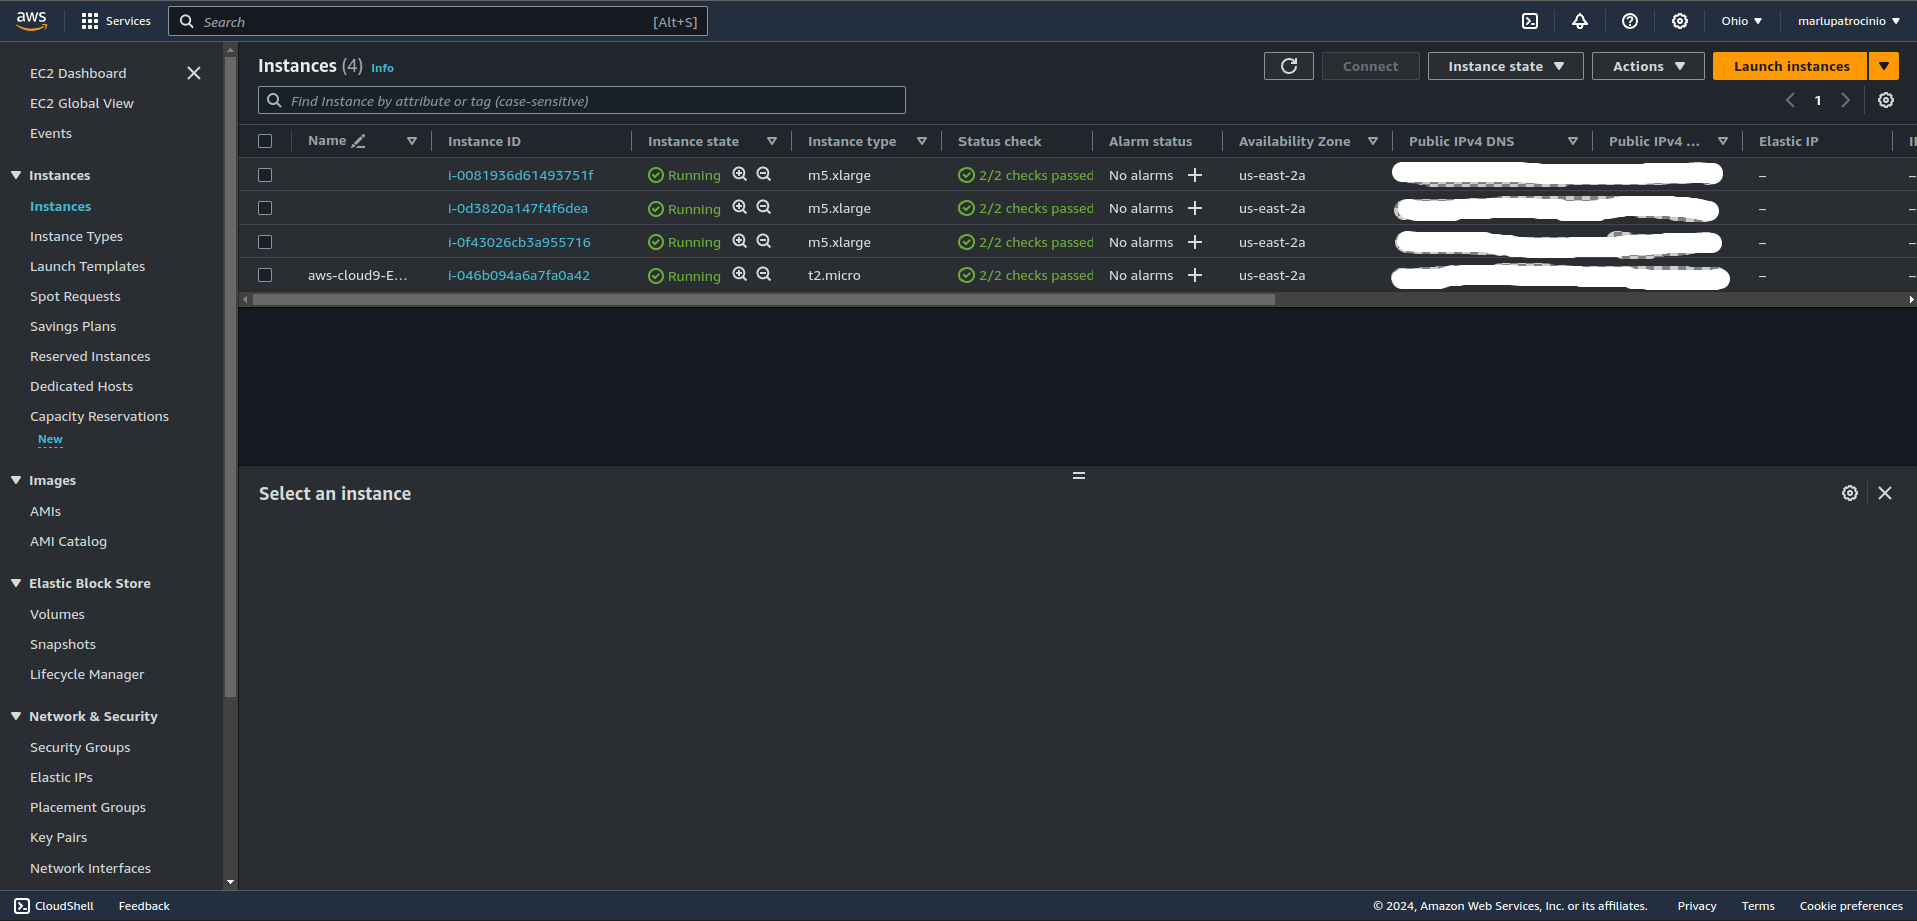 aws
Services
Search
[Alt+S]
Ohio
marlupatrocinio
EC2 Dashboard
EC2 Global View
Events
Instances
Instances
Instance Types
Launch Templates
Spot Requests
Savings Plans
Reserved Instances
Dedicated Hosts
Capacity Reservations
New
Images
AMIs
AMI Catalog
Elastic Block Store
Volumes
Snapshots
Lifecycle Manager
Network & Security
Security Groups
Elastic IPs
Placement Groups
Key Pairs
Network Interfaces
Instances (4) Info
Connect
Instance state
Actions
Launch instances
Find Instance by attribute or tag (case-sensitive)
1
Name Instance ID Instance state Instance type Status check Alarm status Availability Zone Public IPv4 DNS Public IPv4 ... Elastic IP
i-0081936d61493751f Running m5.xlarge 2/2 checks passed No alarms + us-east-2a –
i-0d3820a147f4f6dea Running m5.xlarge 2/2 checks passed No alarms + us-east-2a –
i-0f43026cb3a955716 Running m5.xlarge 2/2 checks passed No alarms + us-east-2a –
aws-cloud9-E... i-046b094a6a7fa0a42 Running t2.micro 2/2 checks passed No alarms + us-east-2a –
Select an instance
CloudShell
Feedback
© 2024, Amazon Web Services, Inc. or its affiliates.
Privacy
Terms
Cookie preferences